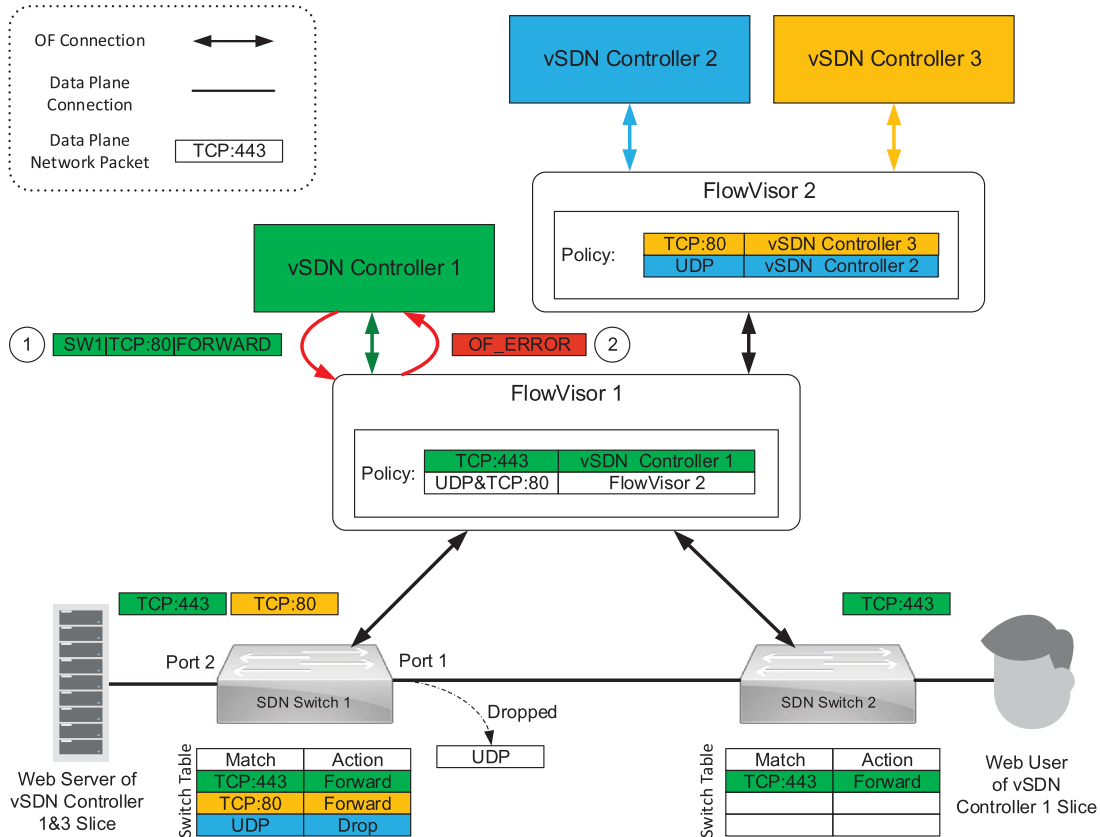 OF Connection
Data Plane
Connection
Data Plane
Network Packet
TCP:443
vSDN Controller 2
vSDN Controller 3
FlowVisor 2
Policy:
TCP:80 vSDN Controller 3
UDP vSDN Controller 2
vSDN Controller 1
1 SW1|TCP:80|FORWARD
OF_ERROR 2
FlowVisor 1
Policy:
TCP:443 vSDN Controller 1
UDP&TCP:80 FlowVisor 2
TCP:443 TCP:80
TCP:443
Port 2
Port 1
SDN Switch 1
SDN Switch 2
Dropped
UDP
Web Server of
vSDN Controller
1&3 Slice
Switch Table
Match Action
TCP:443 Forward
TCP:80 Forward
UDP Drop
Switch Table
Match Action
TCP:443 Forward
Web User
of vSDN
Controller 1 Slice